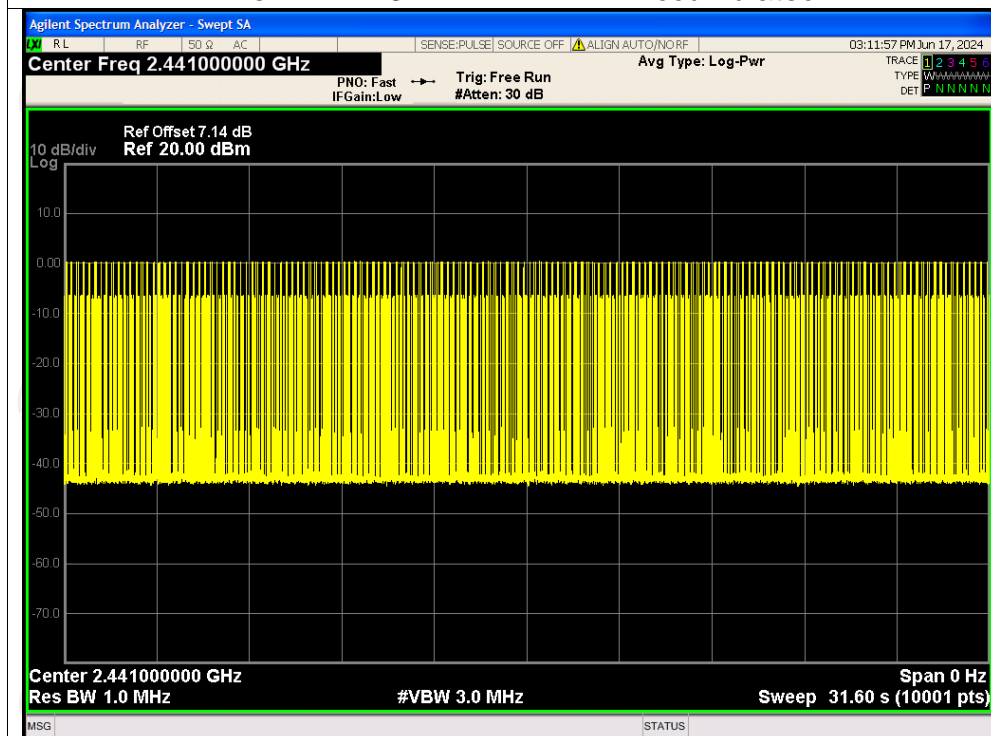 Agilent Spectrum Analyzer - Swept SA
LXI RL RF 50 Ω AC SENSE:PULSE SOURCE OFF ALIGN AUTO/NO RF 03:11:57 PM Jun 17, 2024
Center Freq 2.441000000 GHz Avg Type: Log-Pwr TRACE 1 2 3 4 5 6
PNO: Fast Trig: Free Run TYPE W
IFGain:Low #Atten: 30 dB DET P N N N N N
Ref Offset 7.14 dB
10 dB/div Ref 20.00 dBm
Log
10.0
0.00
-10.0
-20.0
-30.0
-40.0
-50.0
-60.0
-70.0
Center 2.441000000 GHz Span 0 Hz
Res BW 1.0 MHz #VBW 3.0 MHz Sweep 31.60 s (10001 pts)
MSG STATUS